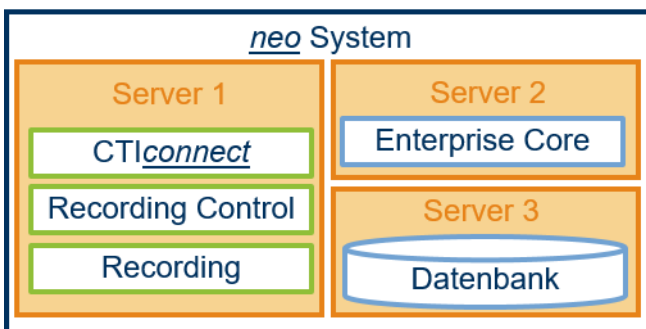 neo System
Server 1
CTIconnect
Recording Control
Recording
Server 2
Enterprise Core
Server 3
Datenbank